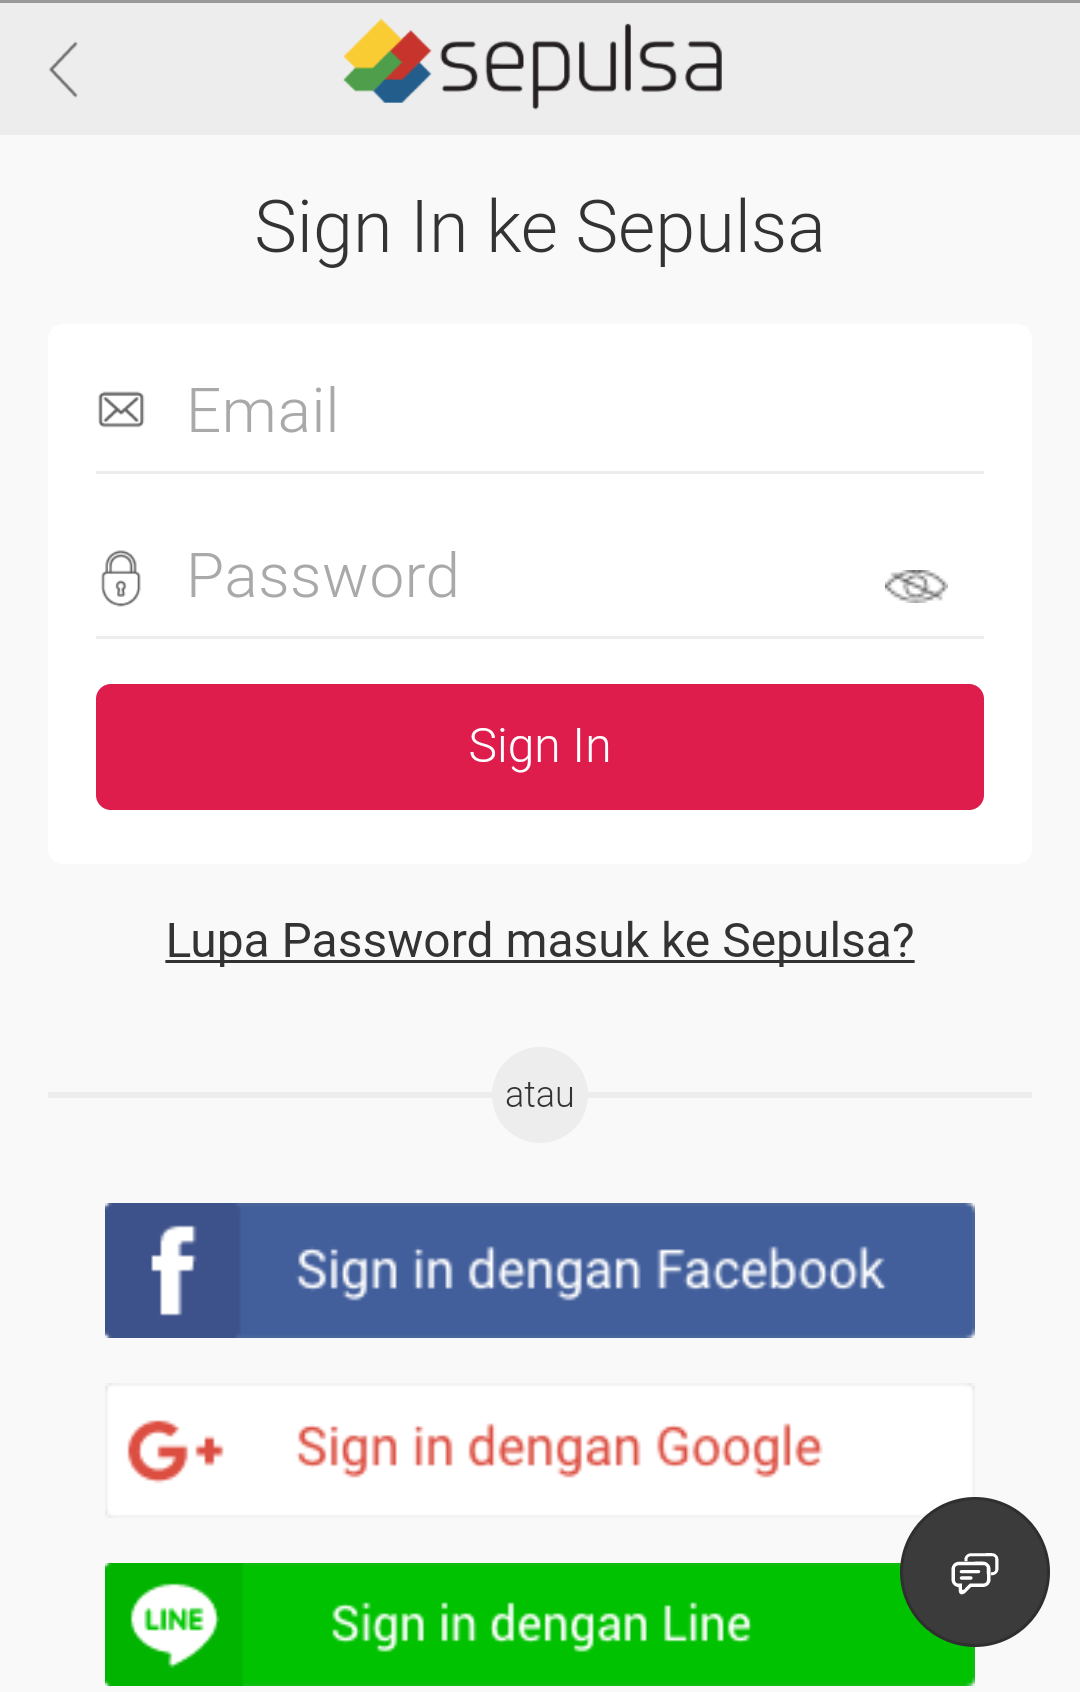 sepulsa
Sign In ke Sepulsa
Email
Password
Sign In
Lupa Password masuk ke Sepulsa?
atau
f Sign in dengan Facebook
G+ Sign in dengan Google
LINE Sign in dengan Line